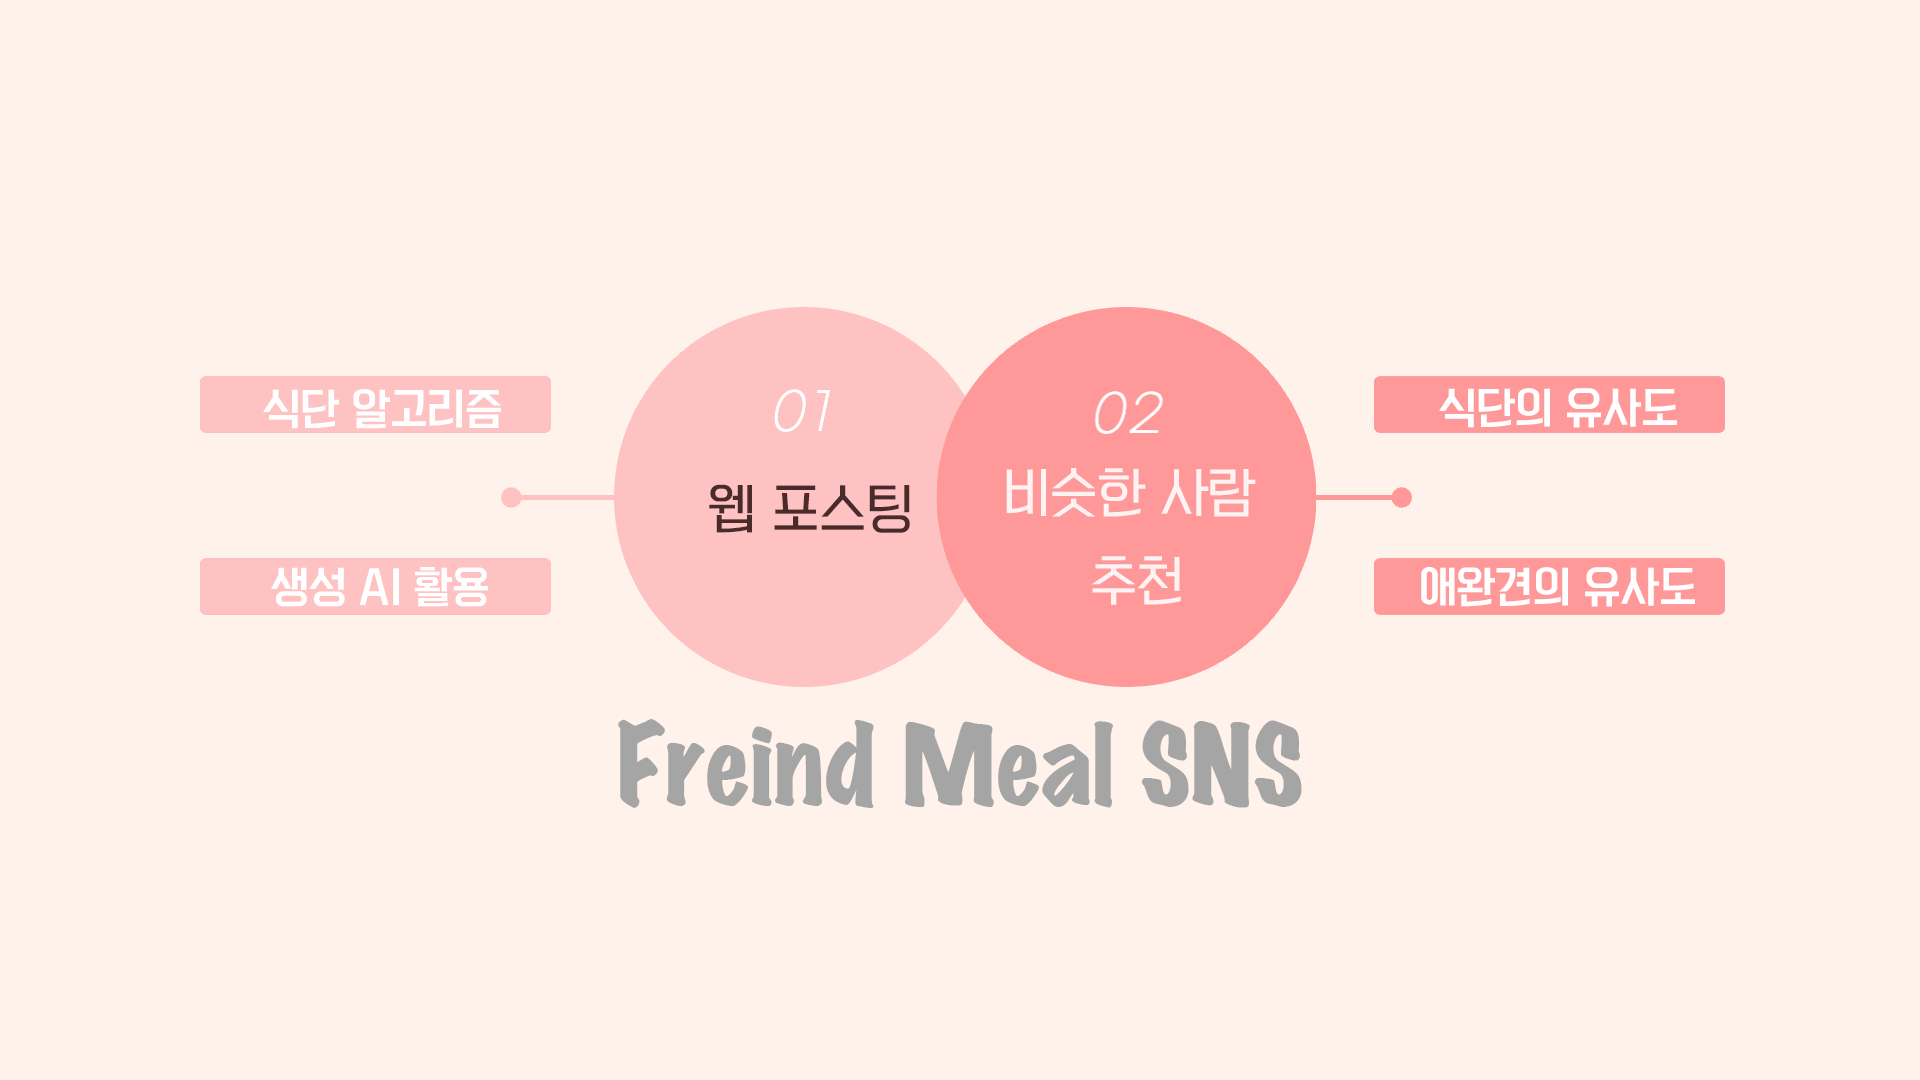 식단 알고리즘
생성 AI 활용
01
웹 포스팅
02
비슷한 사람
추천
식단의 유사도
애완견의 유사도
Freind Meal SNS